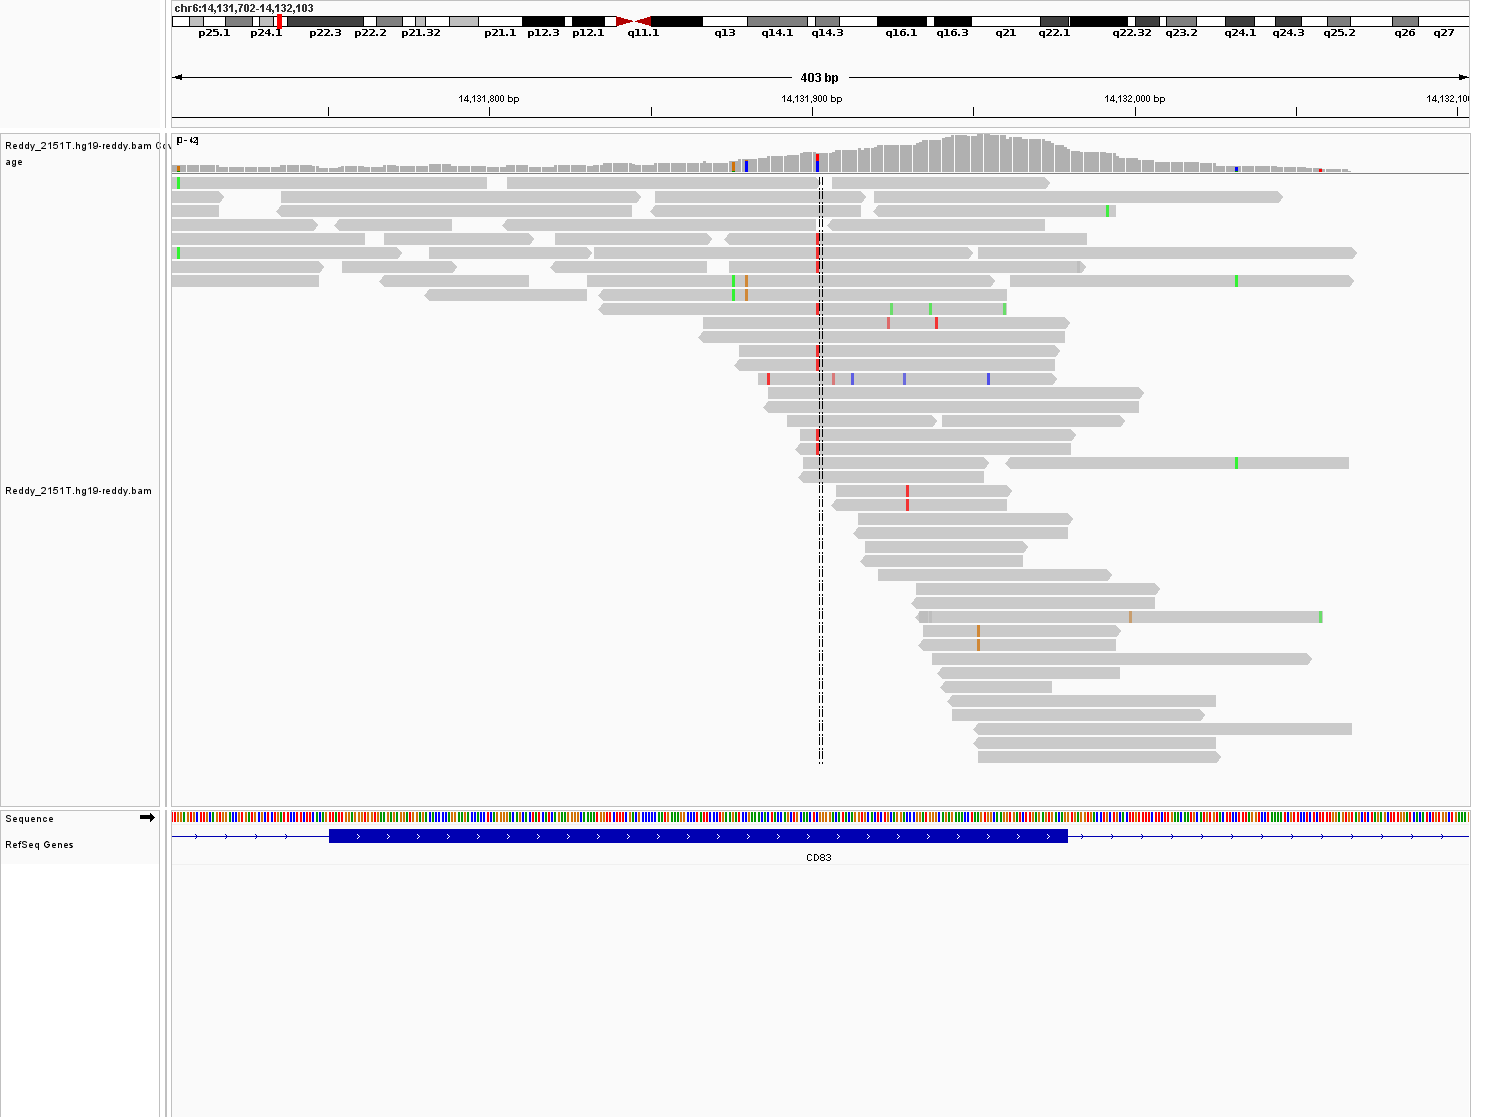 chr6:14,131,702-14,132,103
p25.1 p24.1 p22.3 p22.2 p21.32 p21.1 p12.3 p12.1 q11.1 q13 q14.1 q14.3 q16.1 q16.3 q21 q22.1 q22.32 q23.2 q24.1 q24.3 q25.2 q26 q27
403 bp
14,131,800 bp 14,131,900 bp 14,132,000 bp 14,132,100
Reddy_2151T.hg19-reddy.bam Cov
age
[0 - 42]
Reddy_2151T.hg19-reddy.bam
Sequence
RefSeq Genes
CD83